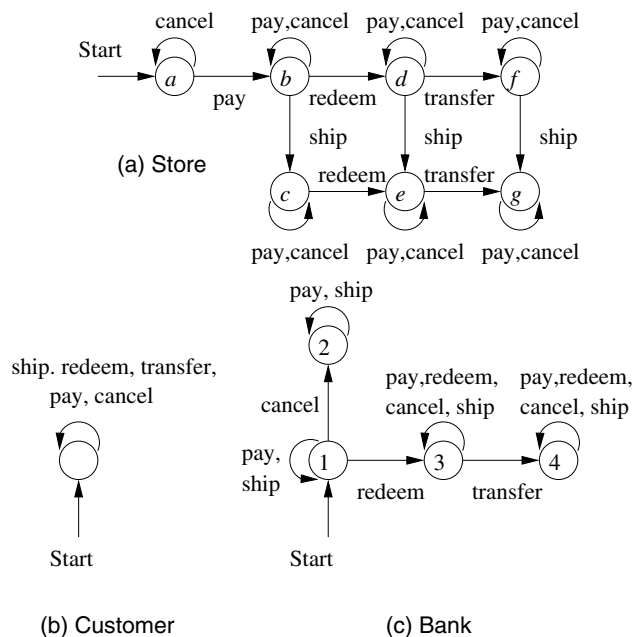 cancel
pay,cancel
pay,cancel
pay,cancel
Start
a
b
d
f
pay
redeem
transfer
ship
ship
ship
(a) Store
redeem
transfer
c
e
g
pay,cancel
pay,cancel
pay,cancel
pay, ship
2
ship. redeem, transfer,
pay, cancel
cancel
pay,redeem,
cancel, ship
pay,redeem,
cancel, ship
pay,
ship
1
3
4
redeem
transfer
Start
Start
(b) Customer
(c) Bank